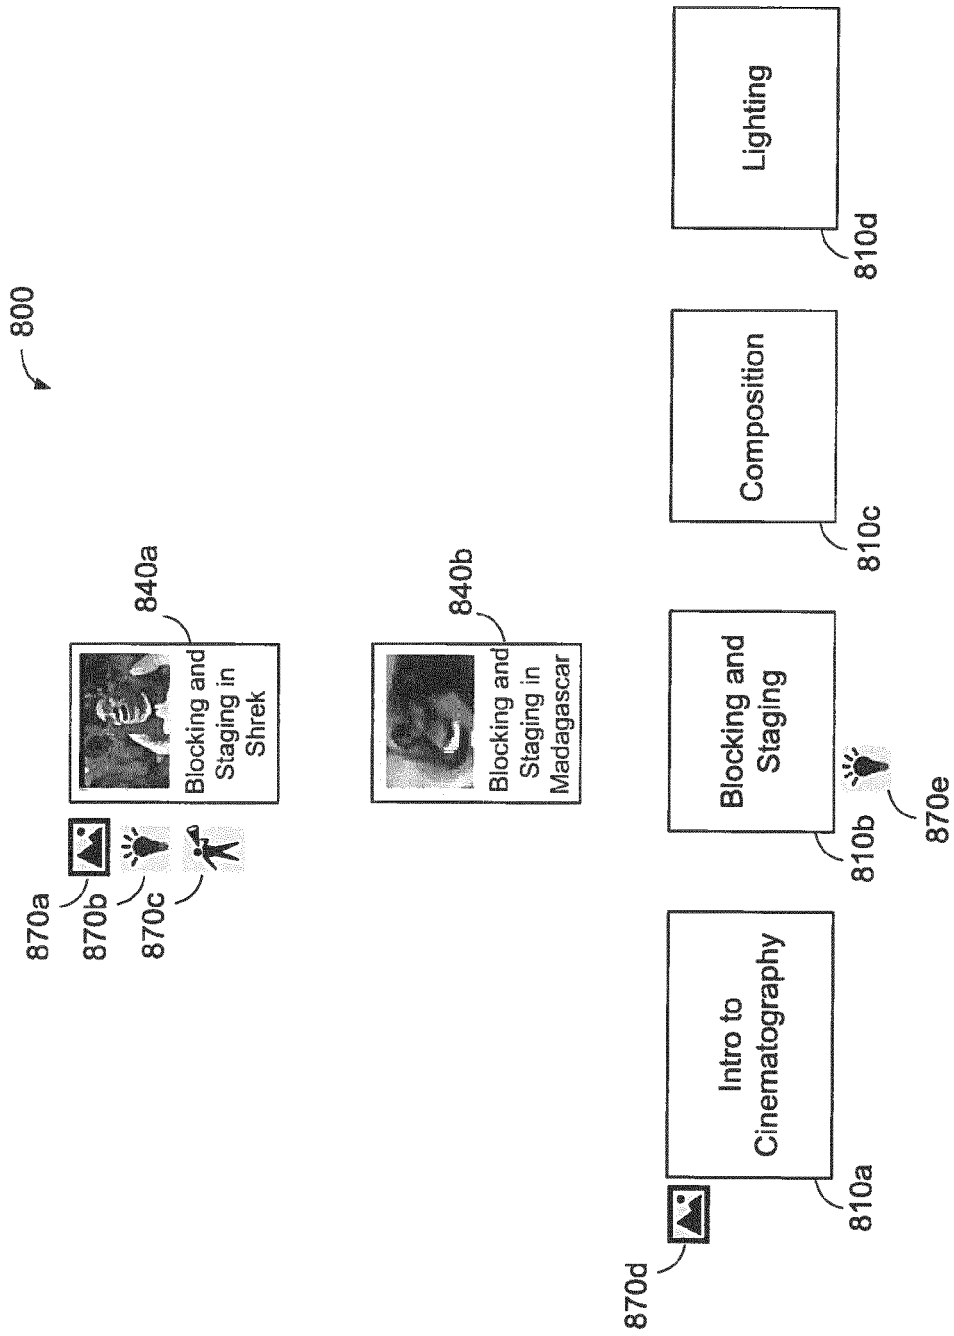 800
870a
870b
870c
840a
Blocking and
Staging in
Shrek
840b
Blocking and
Staging in
Madagascar
870d
Intro to
Cinematography
810a
Blocking and
Staging
810b
870e
Composition
810c
Lighting
810d